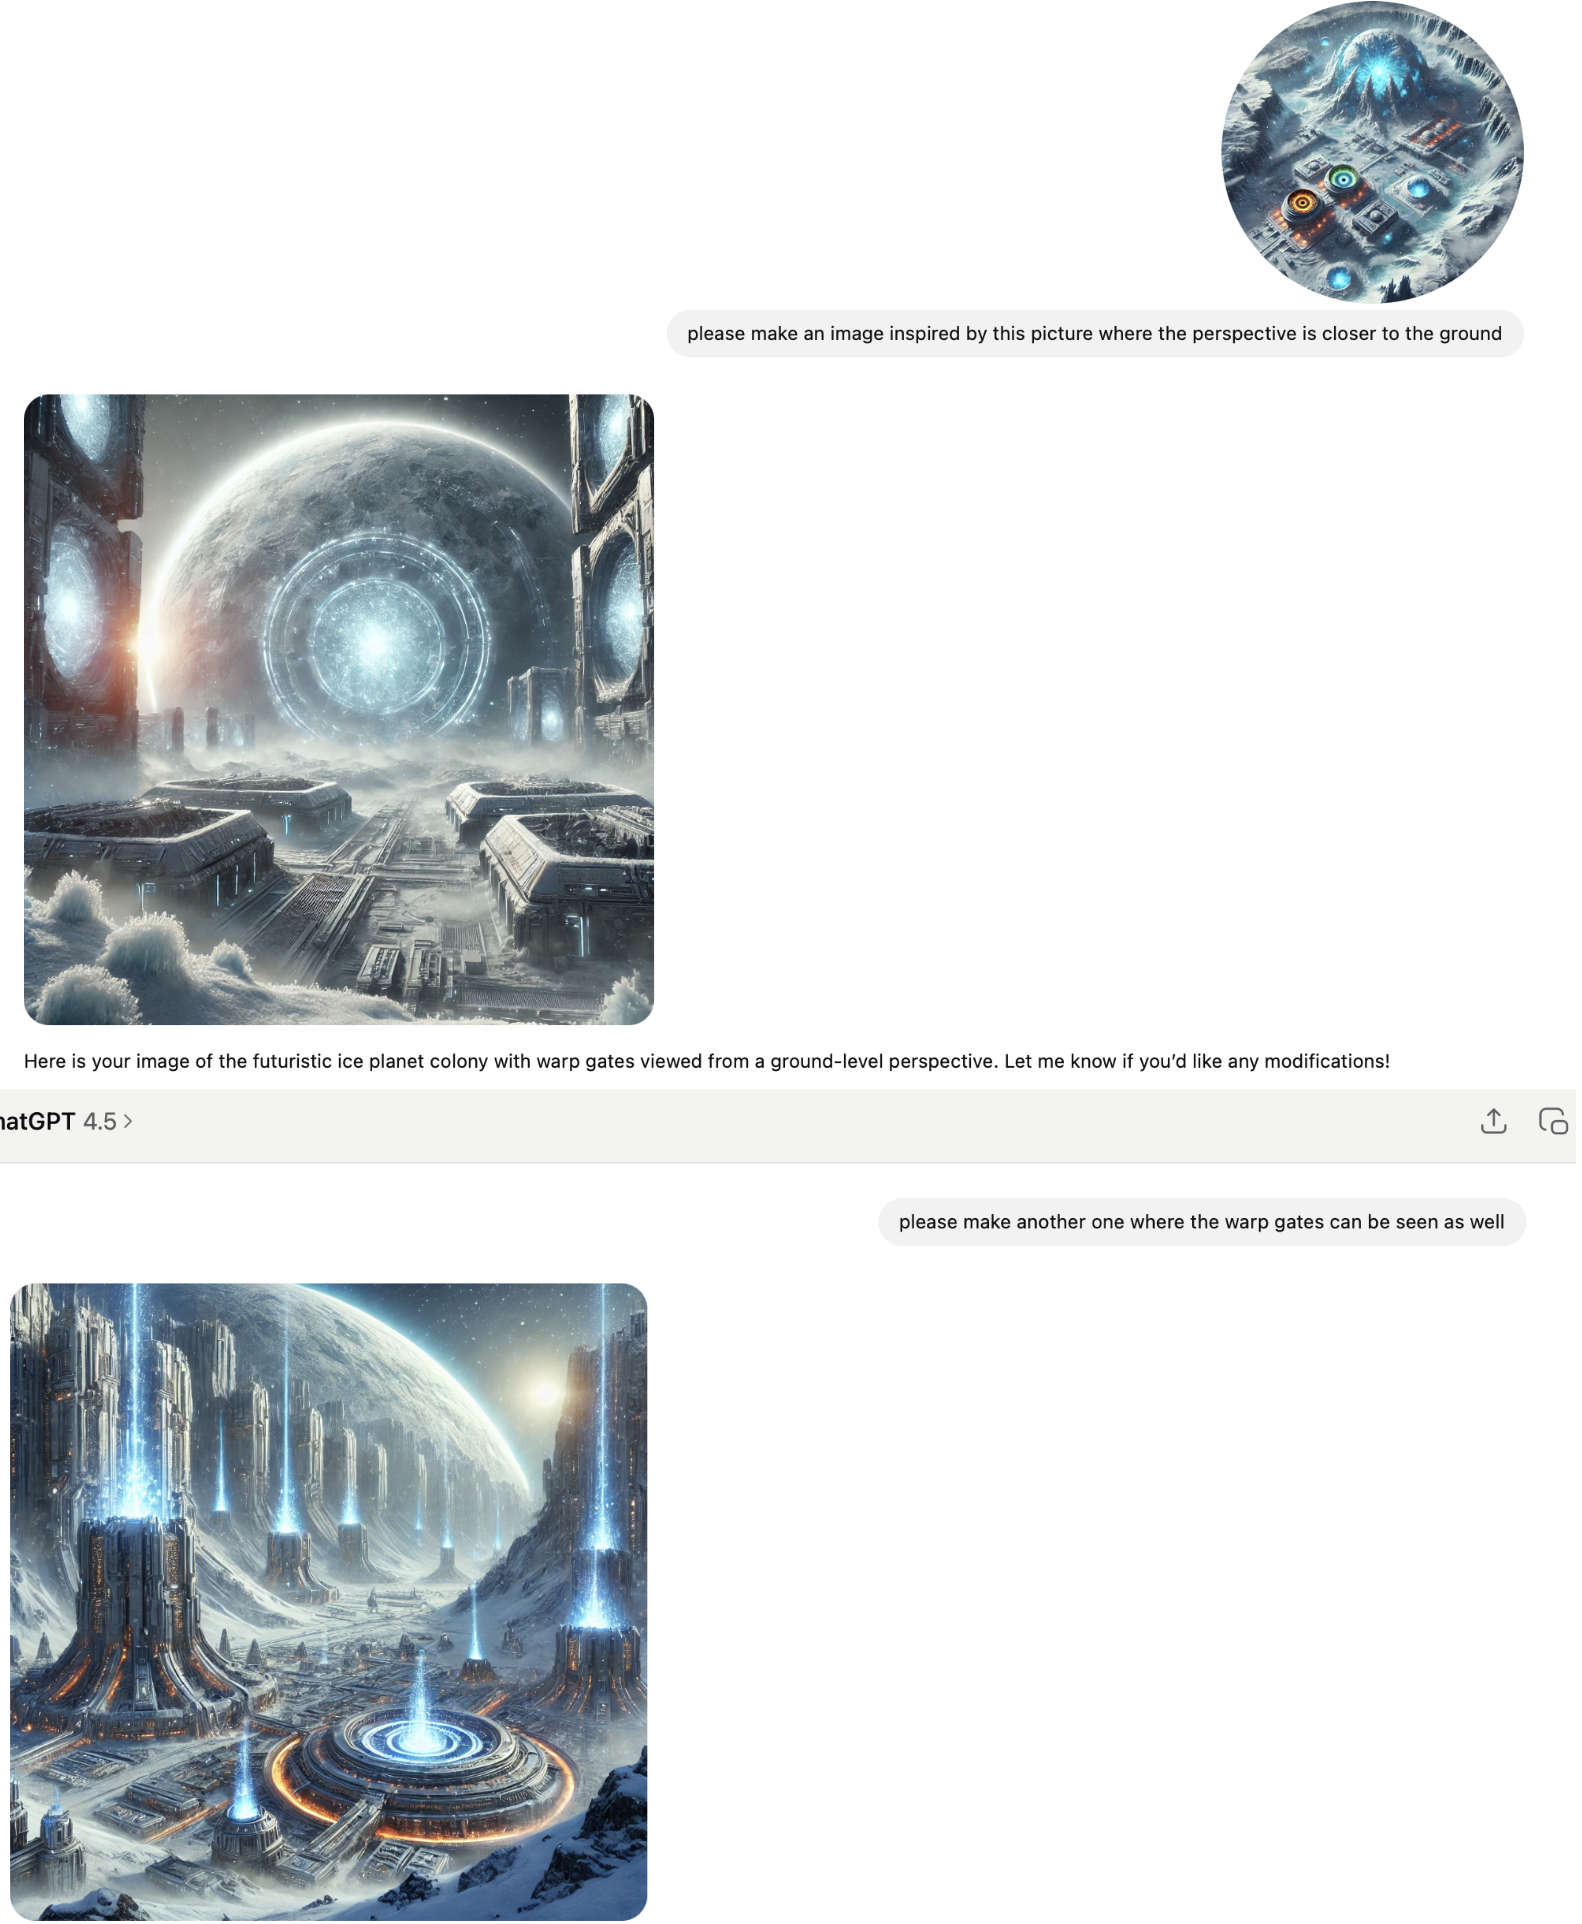 please make an image inspired by this picture where the perspective is closer to the ground
Here is your image of the futuristic ice planet colony with warp gates viewed from a ground-level perspective. Let me know if you’d like any modifications!
hatGPT 4.5
please make another one where the warp gates can be seen as well